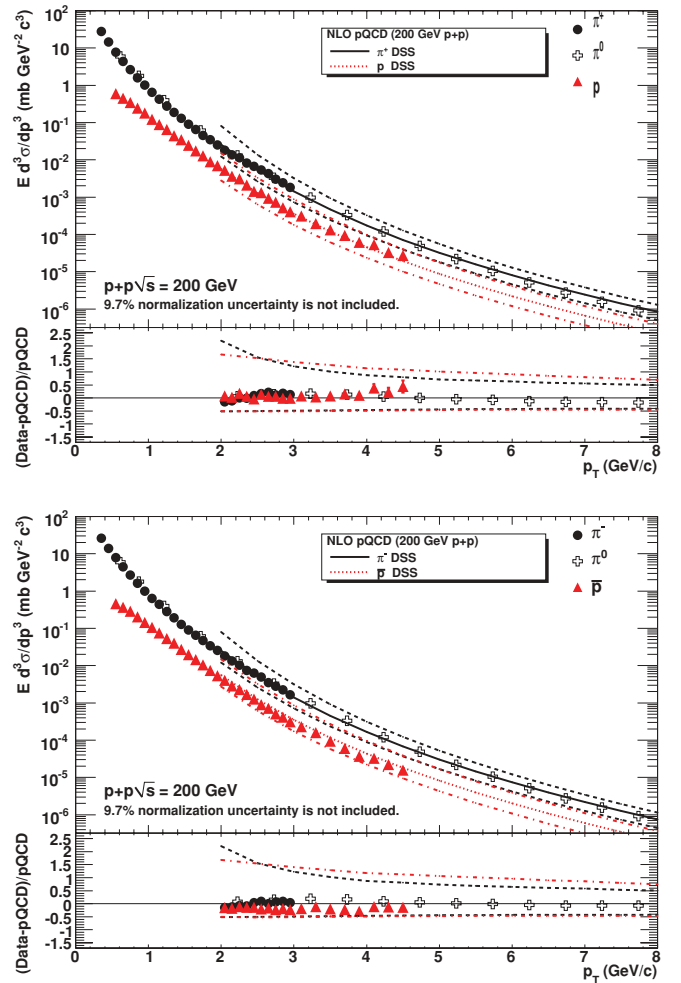 NLO pQCD (200 GeV p+p)
π⁺ DSS
p DSS
π⁺
π⁰
p
E d³σ/dp³ (mb GeV⁻² c³)
10²
10
1
10⁻¹
10⁻²
10⁻³
10⁻⁴
10⁻⁵
10⁻⁶
p+p√s = 200 GeV
9.7% normalization uncertainty is not included.
(Data-pQCD)/pQCD
2.5
1.5
0.5
0
-0.5
-1.5
0 1 2 3 4 5 6 7 8
p_T (GeV/c)
NLO pQCD (200 GeV p+p)
π⁻ DSS
p̅ DSS
π⁻
π⁰
p̅
E d³σ/dp³ (mb GeV⁻² c³)
10²
10
1
10⁻¹
10⁻²
10⁻³
10⁻⁴
10⁻⁵
10⁻⁶
p+p√s = 200 GeV
9.7% normalization uncertainty is not included.
(Data-pQCD)/pQCD
2.5
1.5
0.5
0
-0.5
-1.5
0 1 2 3 4 5 6 7 8
p_T (GeV/c)